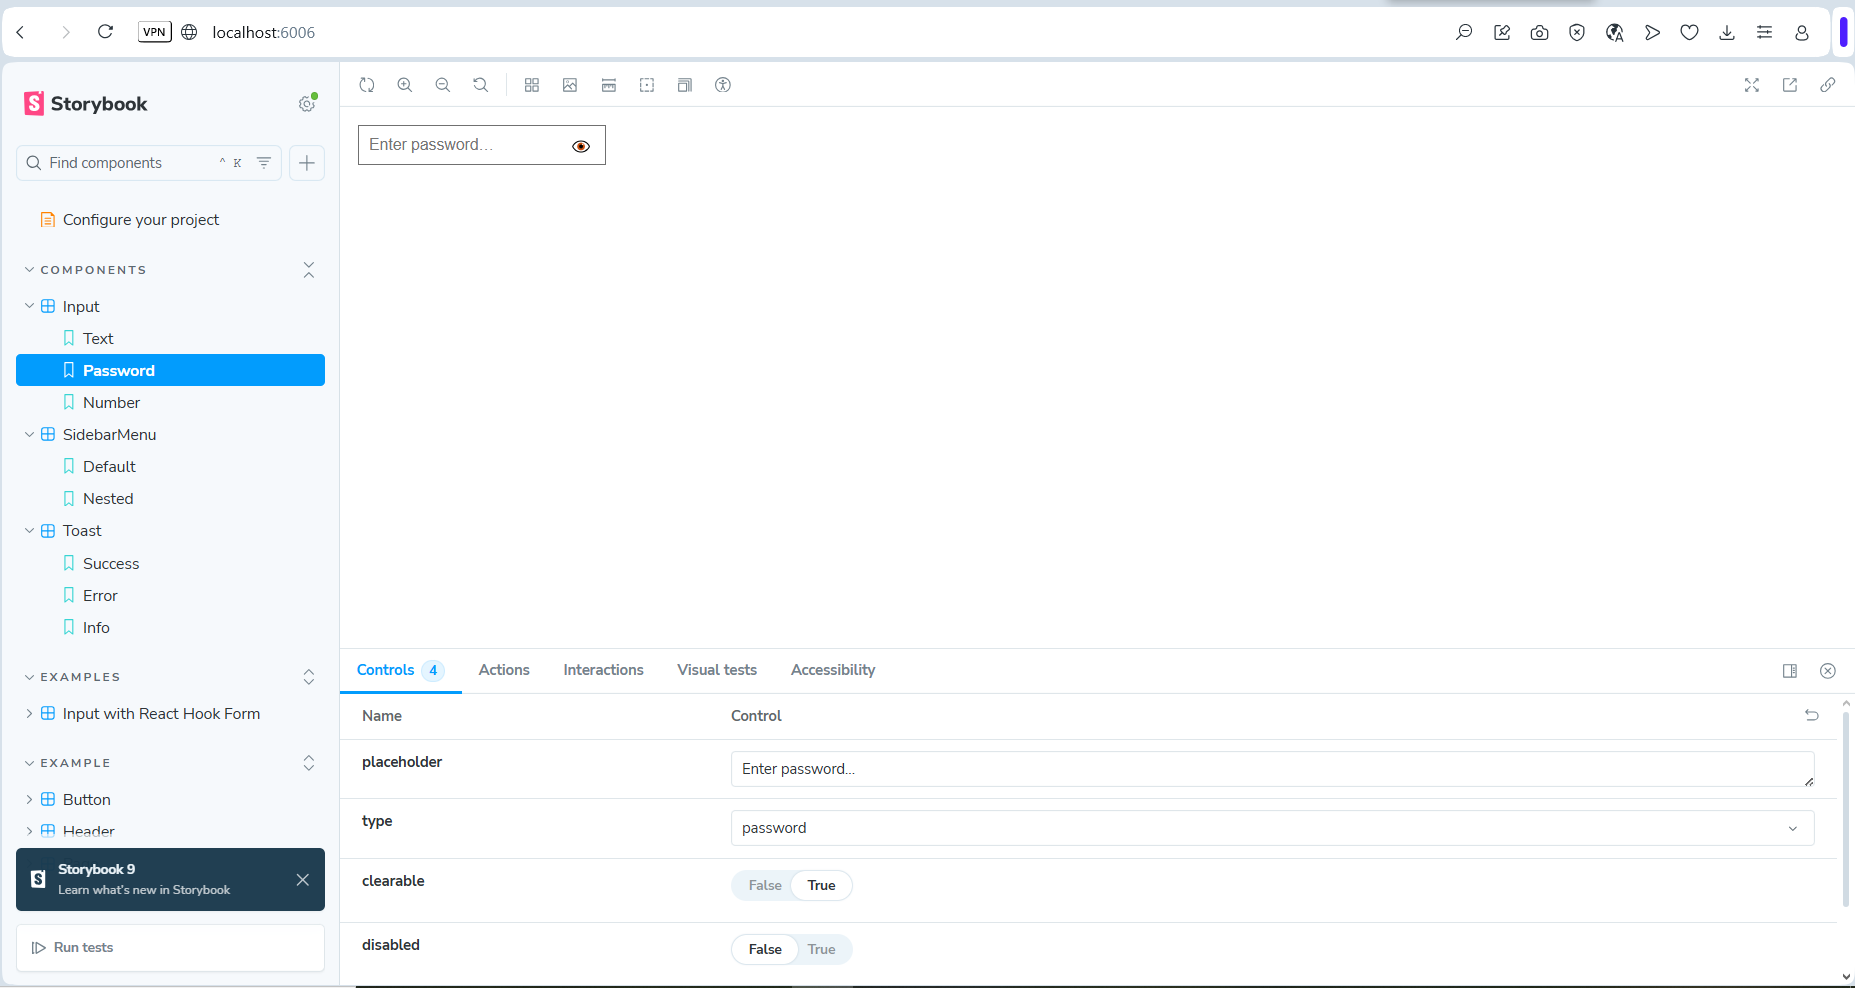 VPN
localhost:6006
Storybook
Find components
^ K
Configure your project
COMPONENTS
Input
Text
Password
Number
SidebarMenu
Default
Nested
Toast
Success
Error
Info
EXAMPLES
Input with React Hook Form
EXAMPLE
Button
Header
Storybook 9
Learn what's new in Storybook
Run tests
Enter password...
Controls 4
Actions
Interactions
Visual tests
Accessibility
Name
Control
placeholder
Enter password...
type
password
clearable
False
True
disabled
False
True